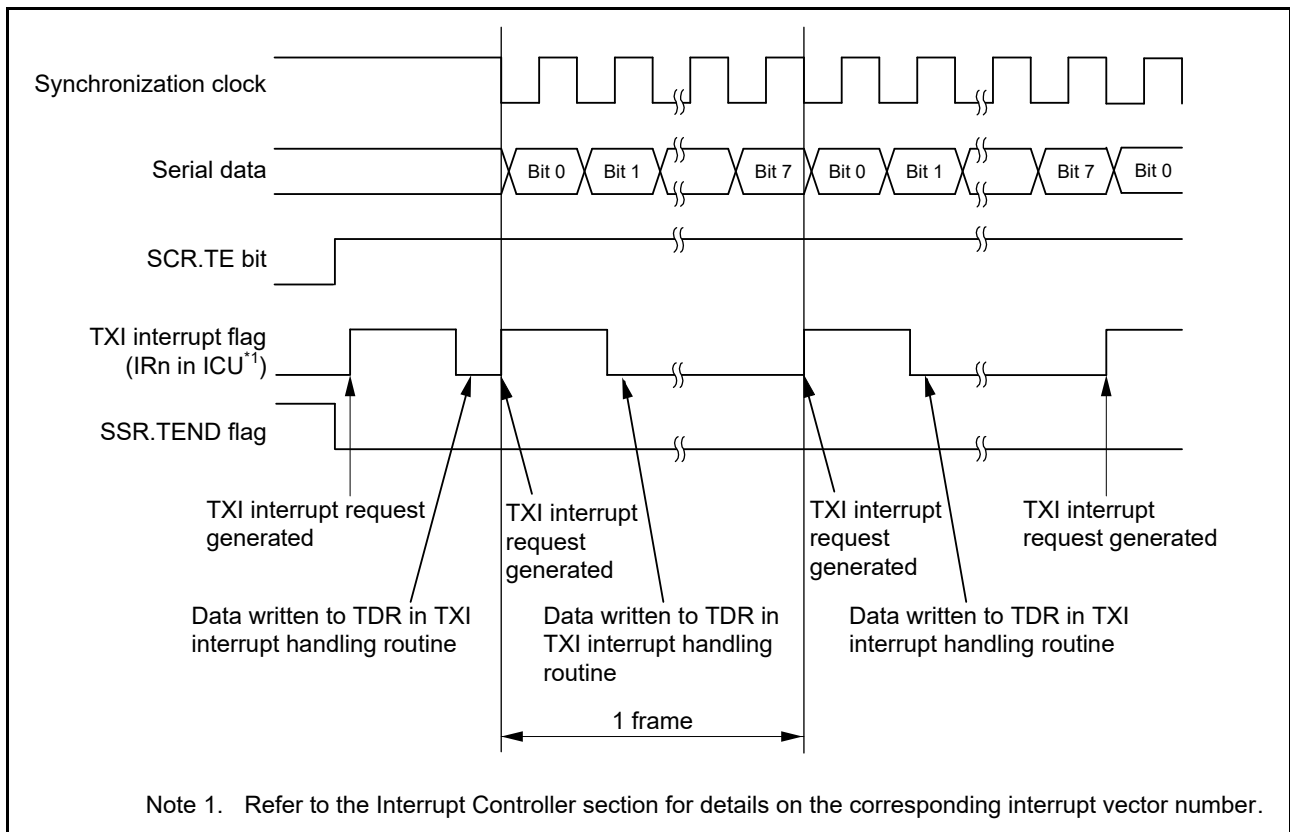 Synchronization clock
Serial data
Bit 0 Bit 1 Bit 7 Bit 0 Bit 1 Bit 7 Bit 0
SCR.TE bit
TXI interrupt flag
(IRn in ICU*1)
SSR.TEND flag
TXI interrupt request
generated
TXI interrupt
request
generated
TXI interrupt
request
generated
TXI interrupt
request generated
Data written to TDR in TXI
interrupt handling routine
Data written to TDR in
TXI interrupt handling
routine
Data written to TDR in TXI
interrupt handling routine
1 frame
Note 1. Refer to the Interrupt Controller section for details on the corresponding interrupt vector number.